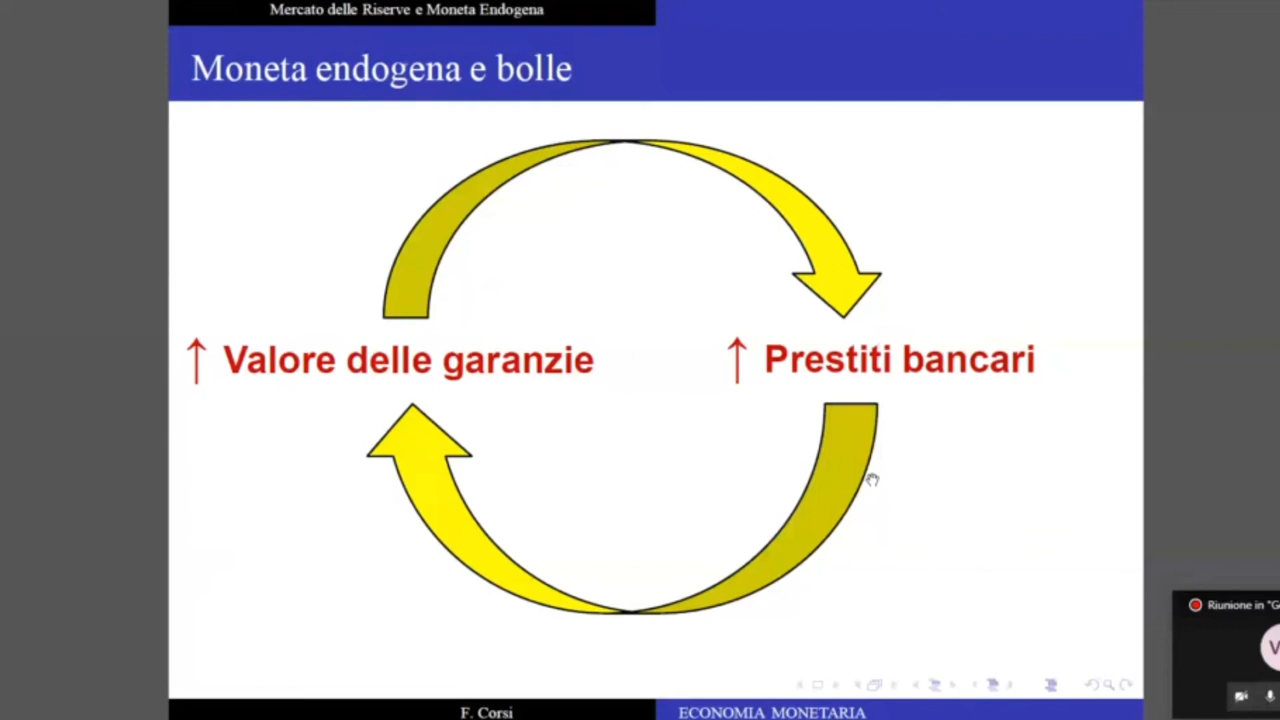 Mercato delle Riserve e Moneta Endogena
Moneta endogena e bolle
↑ Valore delle garanzie
↑ Prestiti bancari
Riunione in "G
V
F. Corsi
ECONOMIA MONETARIA